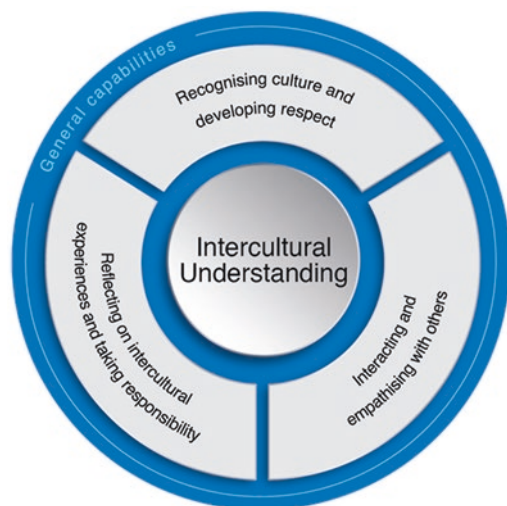 General capabilities
Recognising culture and
developing respect
Intercultural
Understanding
Reflecting on intercultural
experiences and taking responsibility
Interacting and
empathising with others